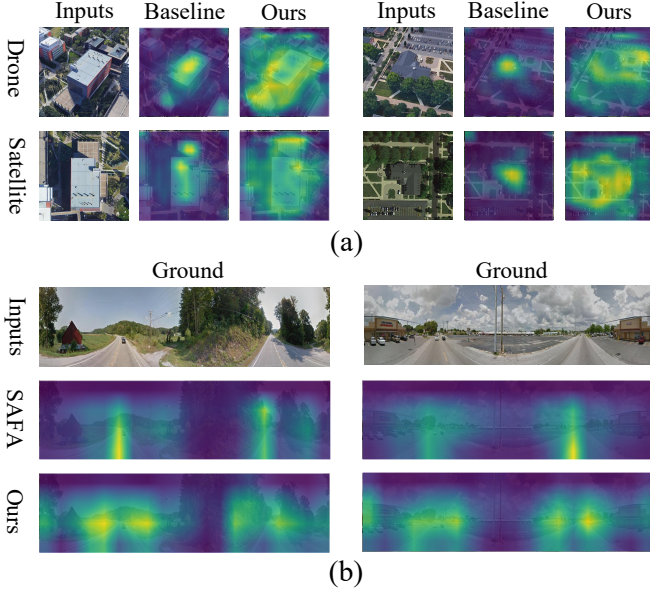 Inputs Baseline Ours Inputs Baseline Ours
Drone
Satellite
(a)
Ground Ground
Inputs
SAFA
Ours
(b)